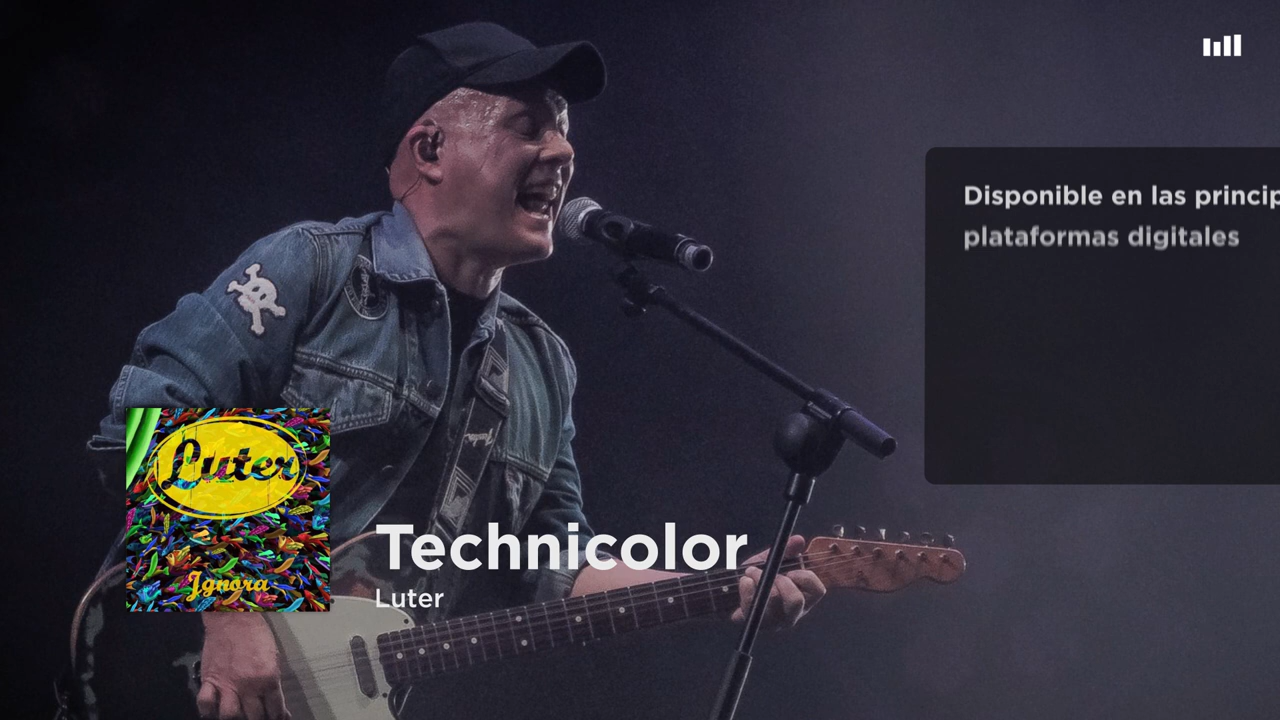 Disponible en las princip
plataformas digitales
Luter
Ignora
Technicolor
Luter